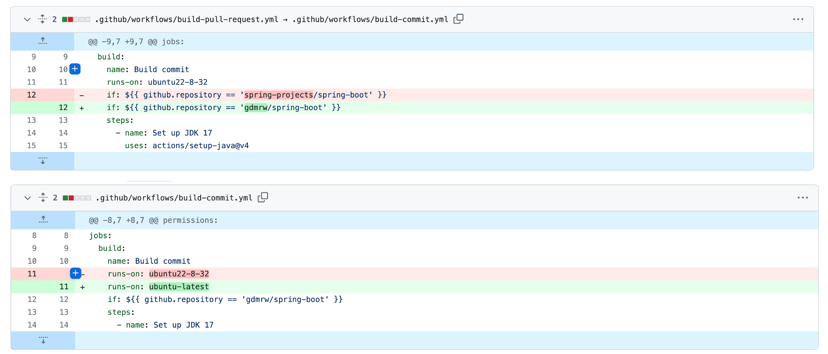 2 .github/workflows/build-pull-request.yml → .github/workflows/build-commit.yml
@@ -9,7 +9,7 @@ jobs:
9 9 build:
10 10 name: Build commit
11 11 runs-on: ubuntu22-8-32
12 - if: ${{ github.repository == 'spring-projects/spring-boot' }}
12 + if: ${{ github.repository == 'gdmrw/spring-boot' }}
13 13 steps:
14 14 - name: Set up JDK 17
15 15 uses: actions/setup-java@v4
2 .github/workflows/build-commit.yml
@@ -8,7 +8,7 @@ permissions:
8 8 jobs:
9 9 build:
10 10 name: Build commit
11 - runs-on: ubuntu22-8-32
11 + runs-on: ubuntu-latest
12 12 if: ${{ github.repository == 'gdmrw/spring-boot' }}
13 13 steps:
14 14 - name: Set up JDK 17